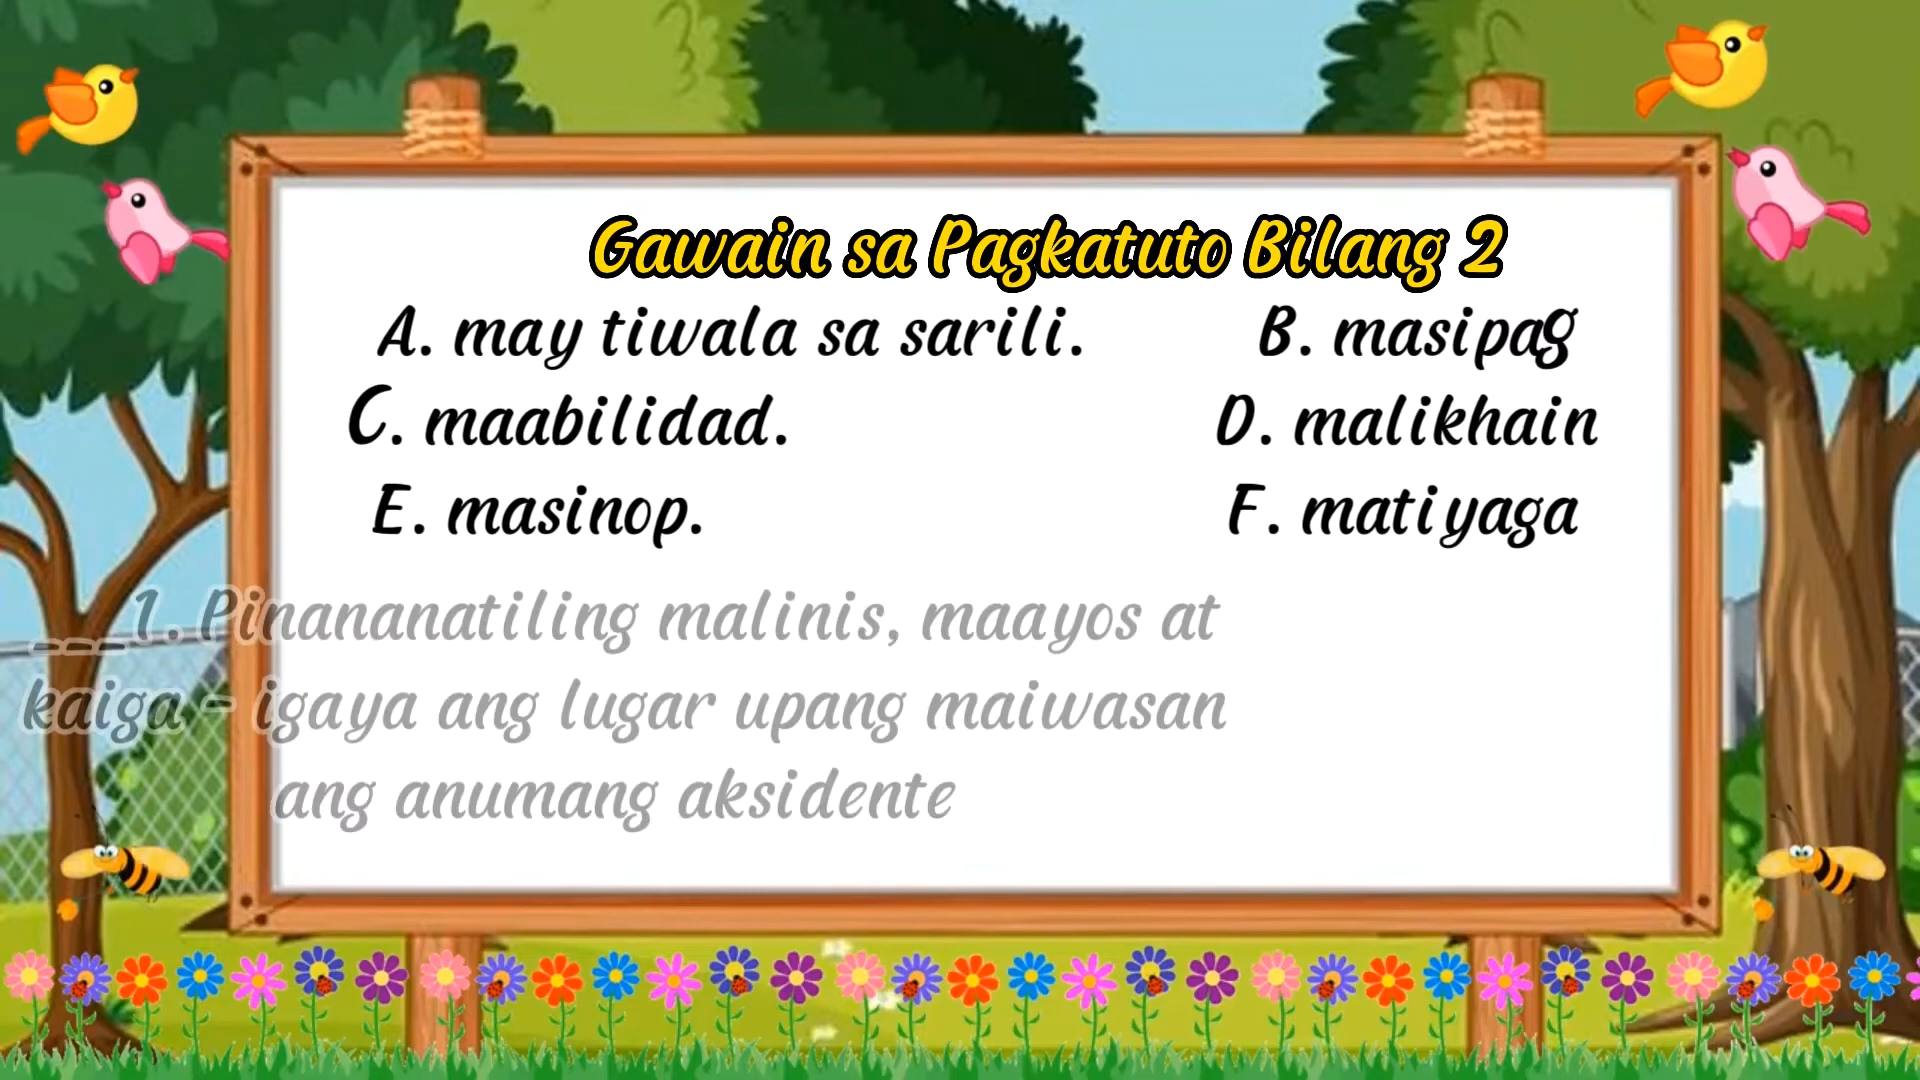 Gawain sa Pagkatuto Bilang 2
A. may tiwala sa sarili. B. masipag
C. maabilidad. D. malikhain
E. masinop. F. matiyaga
___1. Pinananatiling malinis, maayos at
kaiga - igaya ang lugar upang maiwasan
ang anumang aksidente